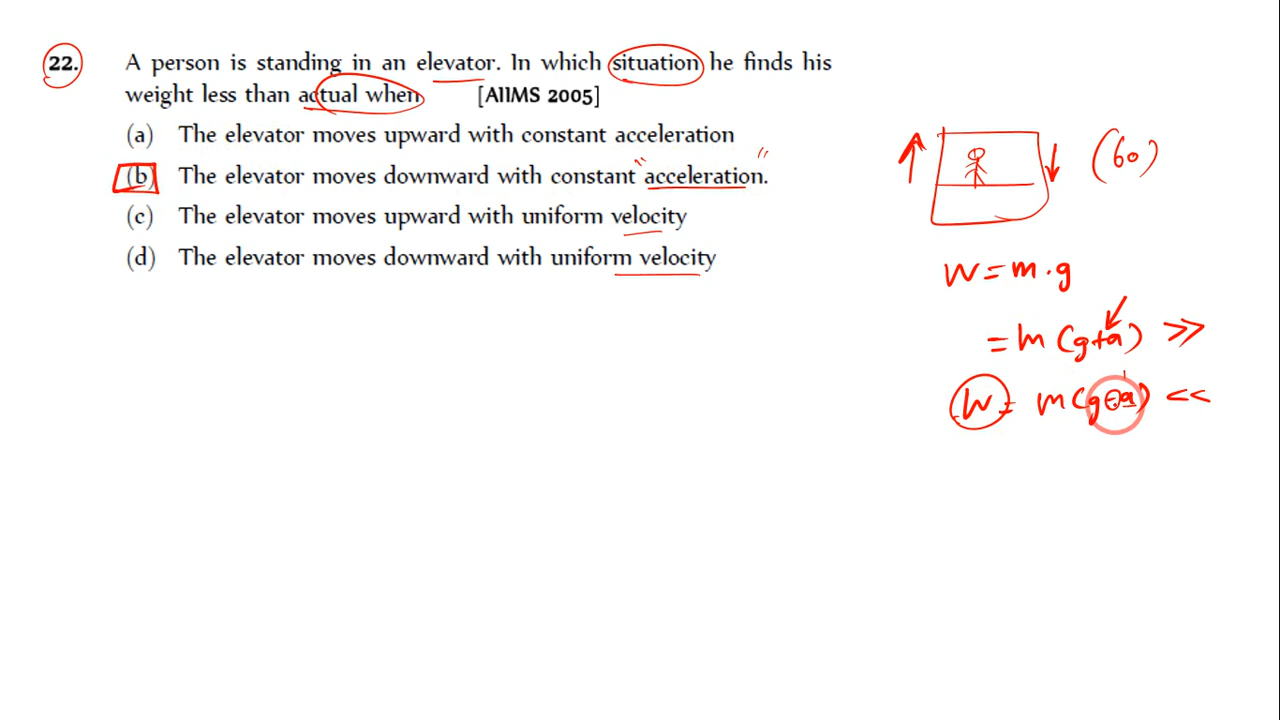 22. A person is standing in an elevator. In which situation he finds his
weight less than actual when [AIIMS 2005]
(a) The elevator moves upward with constant acceleration
(b) The elevator moves downward with constant "acceleration."
(c) The elevator moves upward with uniform velocity
(d) The elevator moves downward with uniform velocity
(60)
W = m · g
= m (g + a) >>
W = m (g - a) <<